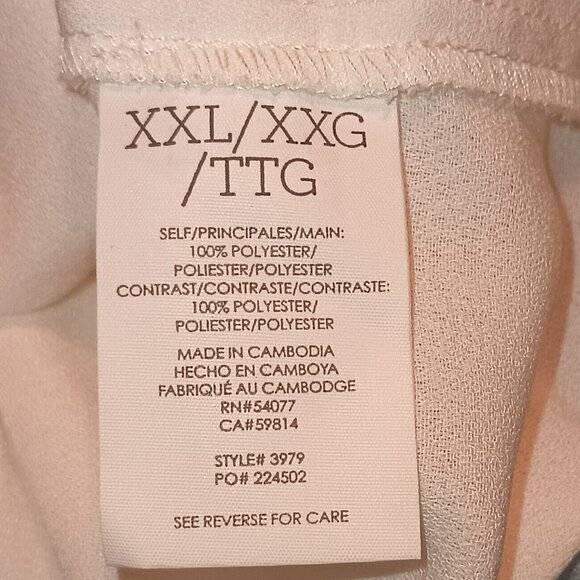 XXL/XXG
/TTG
SELF/PRINCIPALES/MAIN:
100% POLYESTER/
POLIESTER/POLYESTER
CONTRAST/CONTRASTE/CONTRASTE:
100% POLYESTER/
POLIESTER/POLYESTER
MADE IN CAMBODIA
HECHO EN CAMBOYA
FABRIQUÉ AU CAMBODGE
RN#54077
CA#59814
STYLE# 3979
PO# 224502
SEE REVERSE FOR CARE